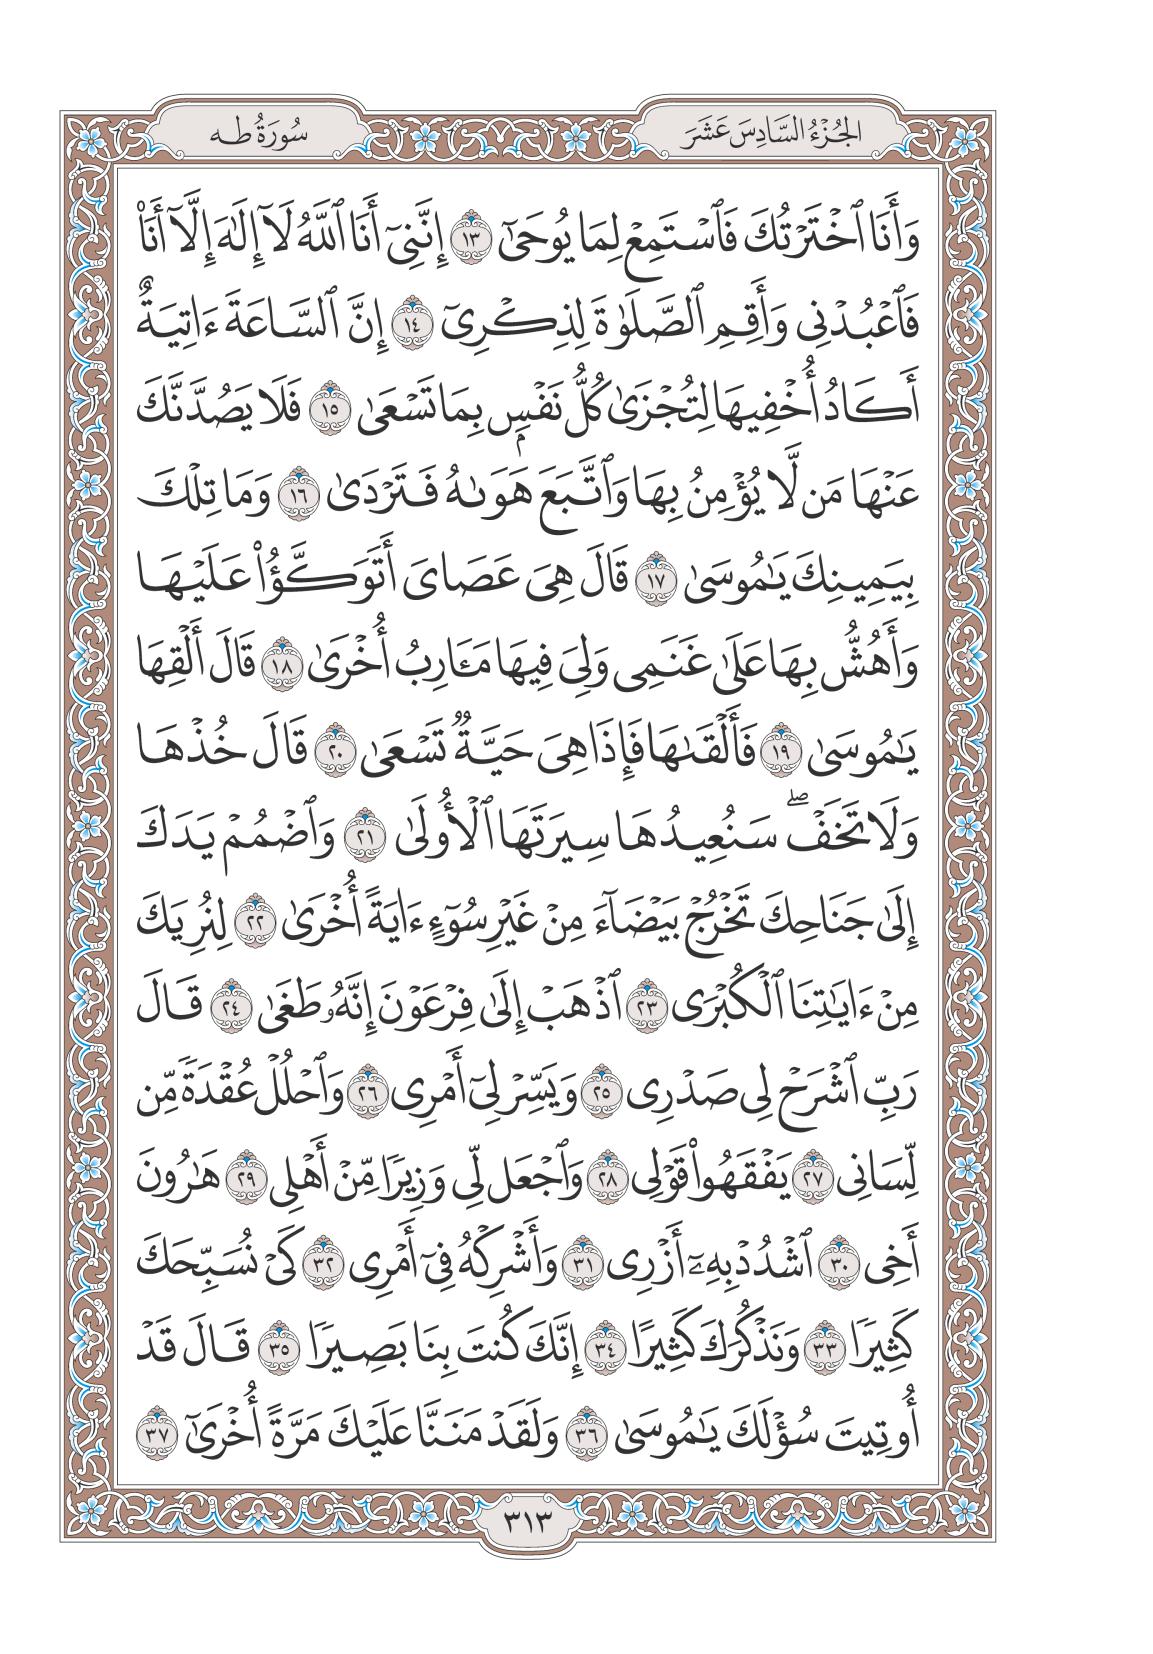 الجُزْءُ السَّادِسَ عَشَرَ
سُورَةُ طه
وَأَنَا ٱخْتَرْتُكَ فَٱسْتَمِعْ لِمَا يُوحَىٰٓ ١٣ إِنَّنِىٓ أَنَا ٱللَّهُ لَآ إِلَٰهَ إِلَّآ أَنَا۠
فَٱعْبُدْنِى وَأَقِمِ ٱلصَّلَوٰةَ لِذِكْرِىٓ ١٤ إِنَّ ٱلسَّاعَةَ ءَاتِيَةٌ
أَكَادُ أُخْفِيهَا لِتُجْزَىٰ كُلُّ نَفْسٍۭ بِمَا تَسْعَىٰ ١٥ فَلَا يَصُدَّنَّكَ
عَنْهَا مَن لَّا يُؤْمِنُ بِهَا وَٱتَّبَعَ هَوَىٰهُ فَتَرْدَىٰ ١٦ وَمَا تِلْكَ
بِيَمِينِكَ يَٰمُوسَىٰ ١٧ قَالَ هِىَ عَصَاىَ أَتَوَكَّؤُا۟ عَلَيْهَا
وَأَهُشُّ بِهَا عَلَىٰ غَنَمِى وَلِىَ فِيهَا مَـَٔارِبُ أُخْرَىٰ ١٨ قَالَ أَلْقِهَا
يَٰمُوسَىٰ ١٩ فَأَلْقَىٰهَا فَإِذَا هِىَ حَيَّةٌ تَسْعَىٰ ٢٠ قَالَ خُذْهَا
وَلَا تَخَفْ ۖ سَنُعِيدُهَا سِيرَتَهَا ٱلْأُولَىٰ ٢١ وَٱضْمُمْ يَدَكَ
إِلَىٰ جَنَاحِكَ تَخْرُجْ بَيْضَآءَ مِنْ غَيْرِ سُوٓءٍ ءَايَةً أُخْرَىٰ ٢٢ لِنُرِيَكَ
مِنْ ءَايَٰتِنَا ٱلْكُبْرَى ٢٣ ٱذْهَبْ إِلَىٰ فِرْعَوْنَ إِنَّهُۥ طَغَىٰ ٢٤ قَالَ
رَبِّ ٱشْرَحْ لِى صَدْرِى ٢٥ وَيَسِّرْ لِىٓ أَمْرِى ٢٦ وَٱحْلُلْ عُقْدَةً مِّن
لِّسَانِى ٢٧ يَفْقَهُوا۟ قَوْلِى ٢٨ وَٱجْعَل لِّى وَزِيرًا مِّنْ أَهْلِى ٢٩ هَٰرُونَ
أَخِى ٣٠ ٱشْدُدْ بِهِۦٓ أَزْرِى ٣١ وَأَشْرِكْهُ فِىٓ أَمْرِى ٣٢ كَىْ نُسَبِّحَكَ
كَثِيرًا ٣٣ وَنَذْكُرَكَ كَثِيرًا ٣٤ إِنَّكَ كُنتَ بِنَا بَصِيرًا ٣٥ قَالَ قَدْ
أُوتِيتَ سُؤْلَكَ يَٰمُوسَىٰ ٣٦ وَلَقَدْ مَنَنَّا عَلَيْكَ مَرَّةً أُخْرَىٰٓ ٣٧
٣١٣